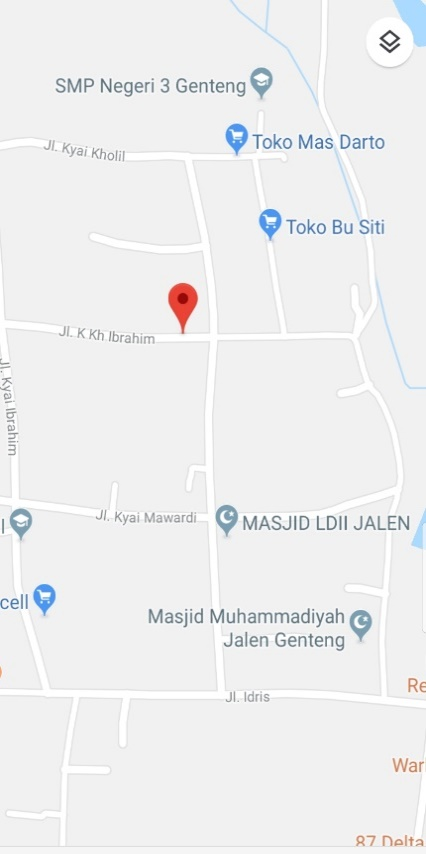 SMP Negeri 3 Genteng
Toko Mas Darto
Jl. Kyai Kholil
Toko Bu Siti
Jl. K Kh Ibrahim
Jl. Kyai Ibrahim
Jl. Kyai Mawardi
MASJID LDII JALEN
l
cell
Masjid Muhammadiyah
Jalen Genteng
Re
Jl. Idris
War
87 Delta